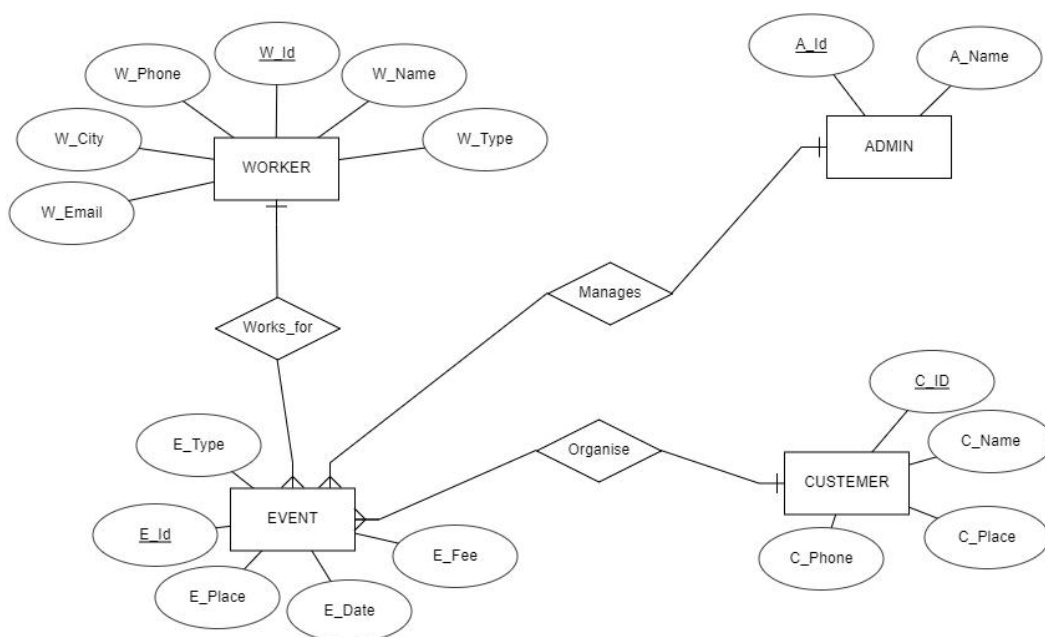 W_Id
A_Id
A_Name
W_Phone
W_Name
W_City
W_Type
WORKER
ADMIN
W_Email
Manages
Works_for
C_ID
E_Type
Organise
C_Name
CUSTEMER
EVENT
E_Id
E_Fee
C_Phone
C_Place
E_Place
E_Date